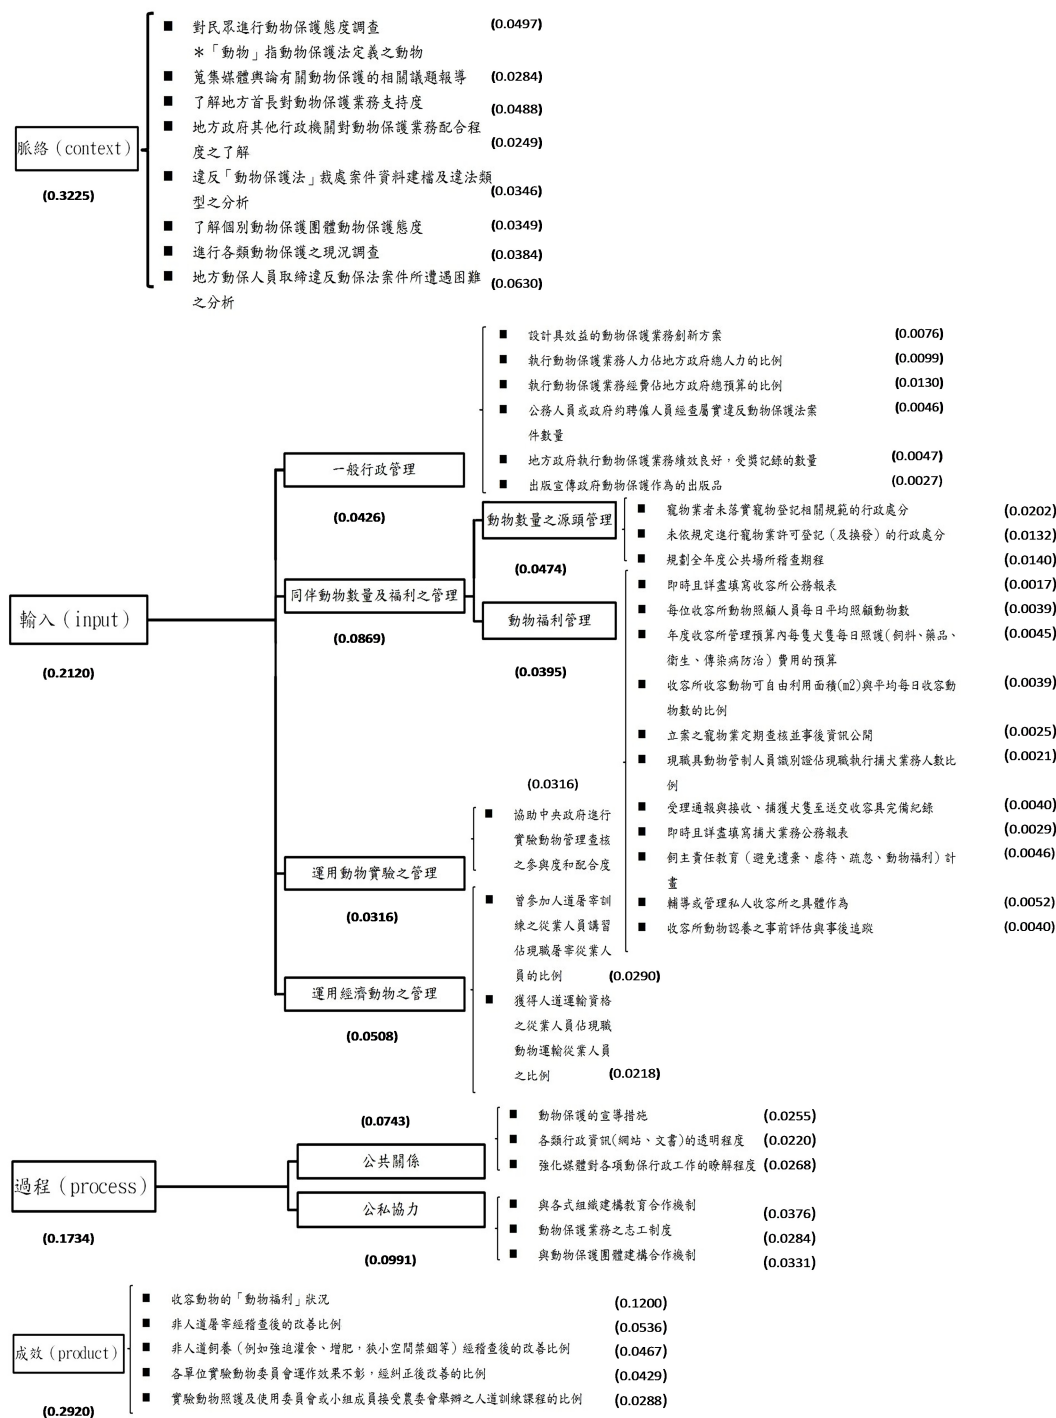 對民眾進行動物保護態度調查 (0.0497)
＊「動物」指動物保護法定義之動物
蒐集媒體輿論有關動物保護的相關議題報導 (0.0284)
了解地方首長對動物保護業務支持度 (0.0488)
地方政府其他行政機關對動物保護業務配合程
度之了解 (0.0249)
脈絡（context）
(0.3225)
違反「動物保護法」裁處案件資料建檔及違法類
型之分析 (0.0346)
了解個別動物保護團體動物保護態度 (0.0349)
進行各類動物保護之現況調查 (0.0384)
地方動保人員取締違反動保法案件所遭遇困難
之分析 (0.0630)
輸入（input）
(0.2120)
一般行政管理
(0.0426)
設計具效益的動物保護業務創新方案 (0.0076)
執行動物保護業務人力佔地方政府總人力的比例 (0.0099)
執行動物保護業務經費佔地方政府總預算的比例 (0.0130)
公務人員或政府約聘僱人員經查屬實違反動物保護法案 (0.0046)
件數量
地方政府執行動物保護業務績效良好，受獎記錄的數量 (0.0047)
出版宣傳政府動物保護作為的出版品 (0.0027)
同伴動物數量及福利之管理
(0.0869)
動物數量之源頭管理
(0.0474)
寵物業者未落實寵物登記相關規範的行政處分 (0.0202)
未依規定進行寵物業許可登記（及換發）的行政處分 (0.0132)
規劃全年度公共場所稽查期程 (0.0140)
動物福利管理
(0.0395)
即時且詳盡填寫收容所公務報表 (0.0017)
每位收容所動物照顧人員每日平均照顧動物數 (0.0039)
年度收容所管理預算內每隻犬隻每日照護(飼料、藥品、 (0.0045)
衛生、傳染病防治）費用的預算
收容所收容動物可自由利用面積(m2)與平均每日收容動 (0.0039)
物數的比例
立案之寵物業定期查核並事後資訊公開 (0.0025)
現職具動物管制人員識別證佔現職執行捕犬業務人數比 (0.0021)
例
受理通報與接收、捕獲犬隻至送交收容具完備紀錄 (0.0040)
即時且詳盡填寫捕犬業務公務報表 (0.0029)
飼主責任教育（避免遺棄、虐待、疏忽、動物福利）計 (0.0046)
畫
輔導或管理私人收容所之具體作為 (0.0052)
收容所動物認養之事前評估與事後追蹤 (0.0040)
運用動物實驗之管理
(0.0316)
(0.0316)
協助中央政府進行
實驗動物管理查核
之參與度和配合度
運用經濟動物之管理
(0.0508)
曾參加人道屠宰訓
練之從業人員講習
佔現職屠宰從業人
員的比例 (0.0290)
獲得人道運輸資格
之從業人員佔現職
動物運輸從業人員
之比例 (0.0218)
過程（process）
(0.1734)
(0.0743)
公共關係
動物保護的宣導措施 (0.0255)
各類行政資訊(網站、文書)的透明程度 (0.0220)
強化媒體對各項動保行政工作的瞭解程度 (0.0268)
公私協力
(0.0991)
與各式組織建構教育合作機制 (0.0376)
動物保護業務之志工制度 (0.0284)
與動物保護團體建構合作機制 (0.0331)
成效（product）
(0.2920)
收容動物的「動物福利」狀況 (0.1200)
非人道屠宰經稽查後的改善比例 (0.0536)
非人道飼養（例如強迫灌食、增肥，狹小空間禁錮等）經稽查後的改善比例 (0.0467)
各單位實驗動物委員會運作效果不彰，經糾正後改善的比例 (0.0429)
實驗動物照護及使用委員會或小組成員接受農委會舉辦之人道訓練課程的比例 (0.0288)